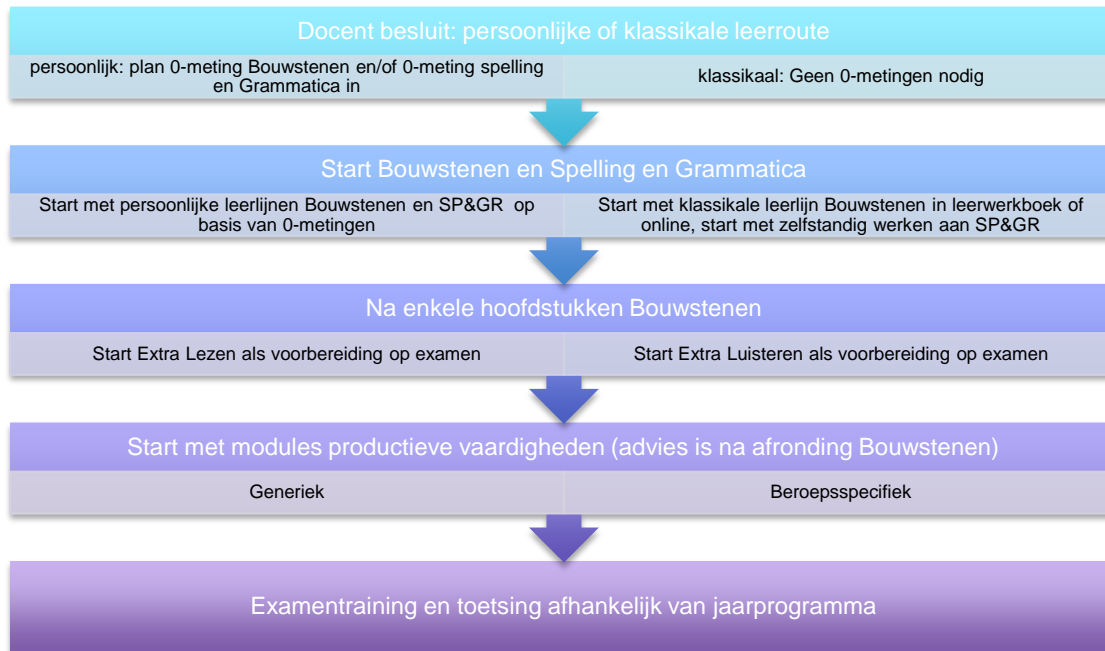 Docent besluit: persoonlijke of klassikale leerroute
persoonlijk: plan 0-meting Bouwstenen en/of 0-meting spelling
en Grammatica in
klassikaal: Geen 0-metingen nodig
Start Bouwstenen en Spelling en Grammatica
Start met persoonlijke leerlijnen Bouwstenen en SP&GR op
basis van 0-metingen
Start met klassikale leerlijn Bouwstenen in leerwerkboek of
online, start met zelfstandig werken aan SP&GR
Na enkele hoofdstukken Bouwstenen
Start Extra Lezen als voorbereiding op examen
Start Extra Luisteren als voorbereiding op examen
Start met modules productieve vaardigheden (advies is na afronding Bouwstenen)
Generiek
Beroepsspecifiek
Examentraining en toetsing afhankelijk van jaarprogramma